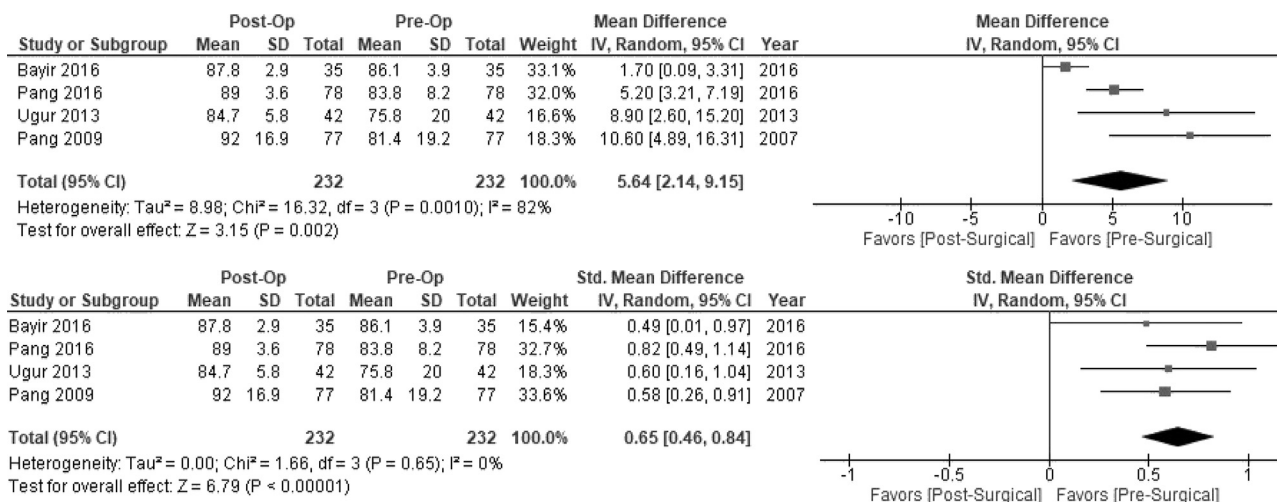 Post-Op Pre-Op Mean Difference Mean Difference
Study or Subgroup Mean SD Total Mean SD Total Weight IV, Random, 95% CI Year IV, Random, 95% CI
Bayir 2016 87.8 2.9 35 86.1 3.9 35 33.1% 1.70 [0.09, 3.31] 2016
Pang 2016 89 3.6 78 83.8 8.2 78 32.0% 5.20 [3.21, 7.19] 2016
Ugur 2013 84.7 5.8 42 75.8 20 42 16.6% 8.90 [2.60, 15.20] 2013
Pang 2009 92 16.9 77 81.4 19.2 77 18.3% 10.60 [4.89, 16.31] 2007
Total (95% CI) 232 232 100.0% 5.64 [2.14, 9.15]
Heterogeneity: Tau² = 8.98; Chi² = 16.32, df = 3 (P = 0.0010); I² = 82%
Test for overall effect: Z = 3.15 (P = 0.002)
-10 -5 0 5 10
Favors [Post-Surgical] Favors [Pre-Surgical]
Post-Op Pre-Op Std. Mean Difference Std. Mean Difference
Study or Subgroup Mean SD Total Mean SD Total Weight IV, Random, 95% CI Year IV, Random, 95% CI
Bayir 2016 87.8 2.9 35 86.1 3.9 35 15.4% 0.49 [0.01, 0.97] 2016
Pang 2016 89 3.6 78 83.8 8.2 78 32.7% 0.82 [0.49, 1.14] 2016
Ugur 2013 84.7 5.8 42 75.8 20 42 18.3% 0.60 [0.16, 1.04] 2013
Pang 2009 92 16.9 77 81.4 19.2 77 33.6% 0.58 [0.26, 0.91] 2007
Total (95% CI) 232 232 100.0% 0.65 [0.46, 0.84]
Heterogeneity: Tau² = 0.00; Chi² = 1.66, df = 3 (P = 0.65); I² = 0%
Test for overall effect: Z = 6.79 (P < 0.00001)
-1 -0.5 0 0.5 1
Favors [Post-Surgical] Favors [Pre-Surgical]